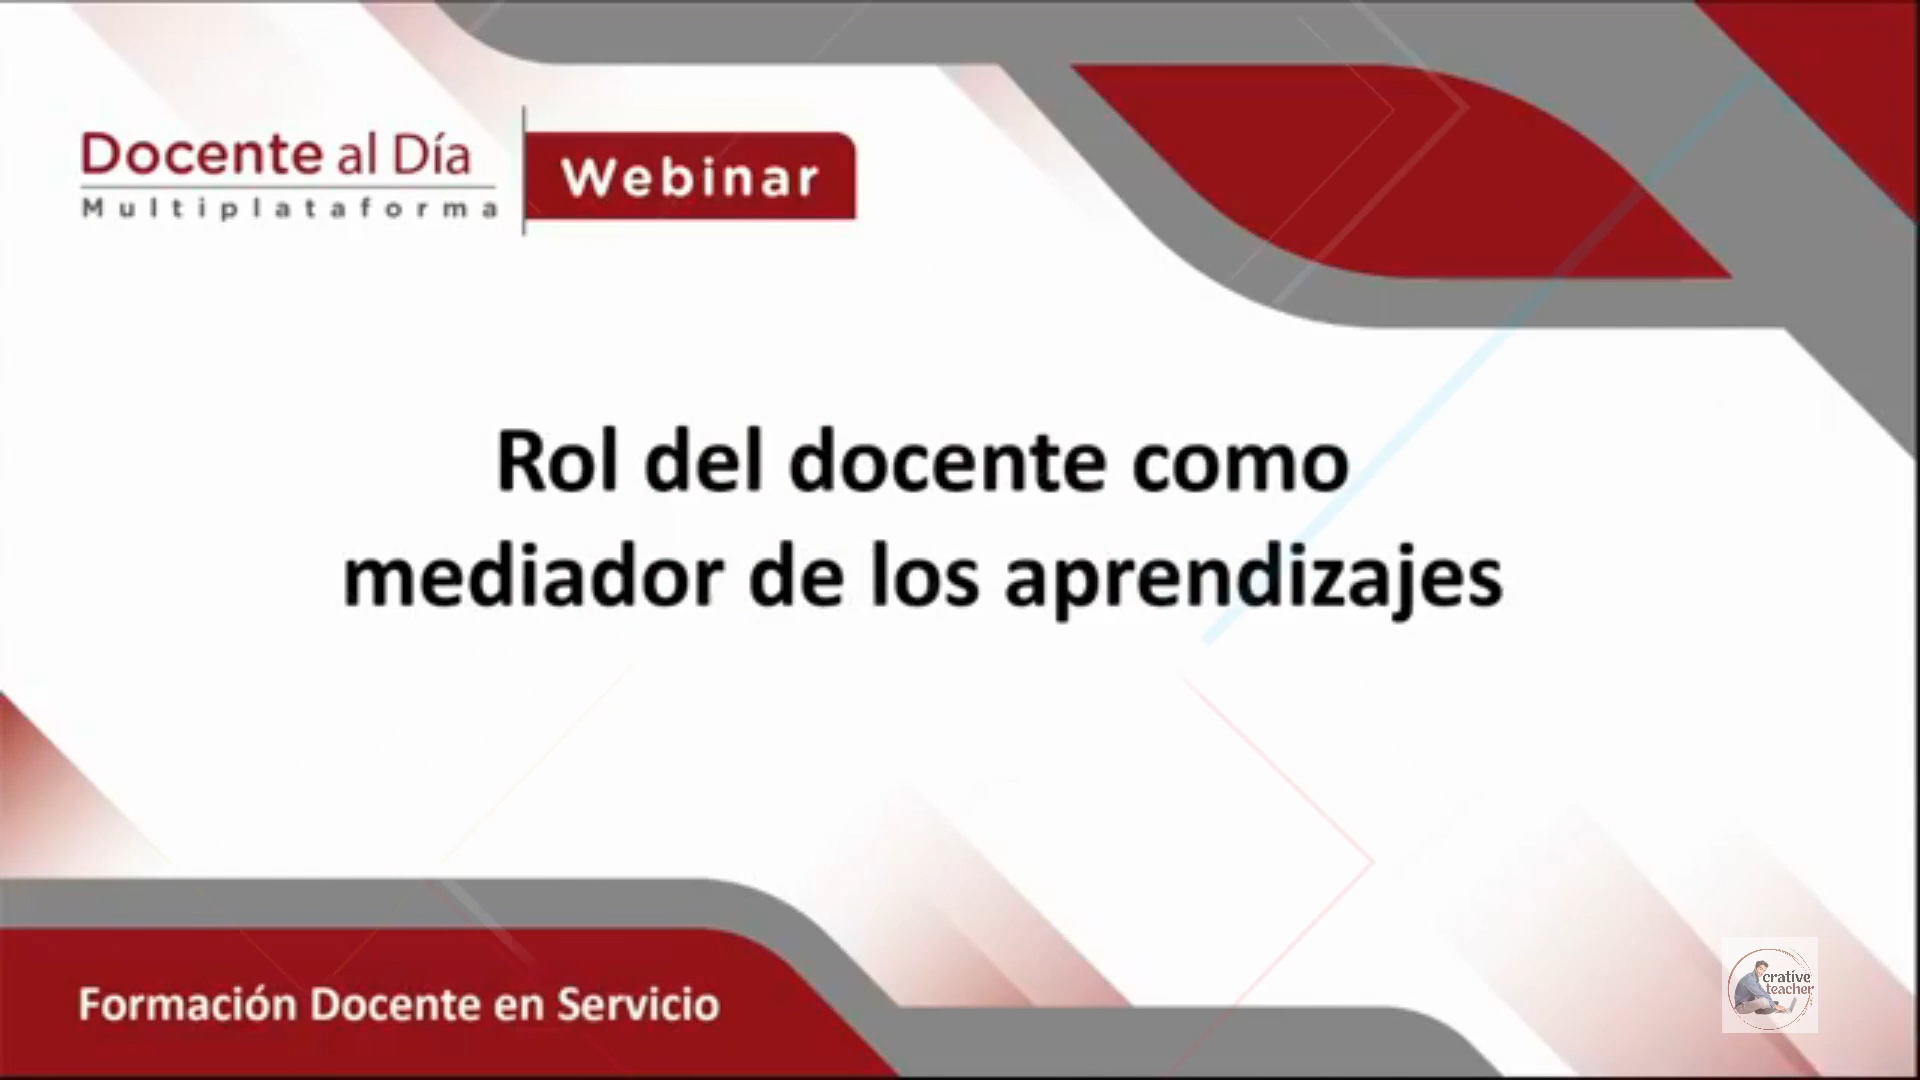 Docente al Día
Multiplataforma
Webinar
Rol del docente como
mediador de los aprendizajes
Formación Docente en Servicio
crative
teacher